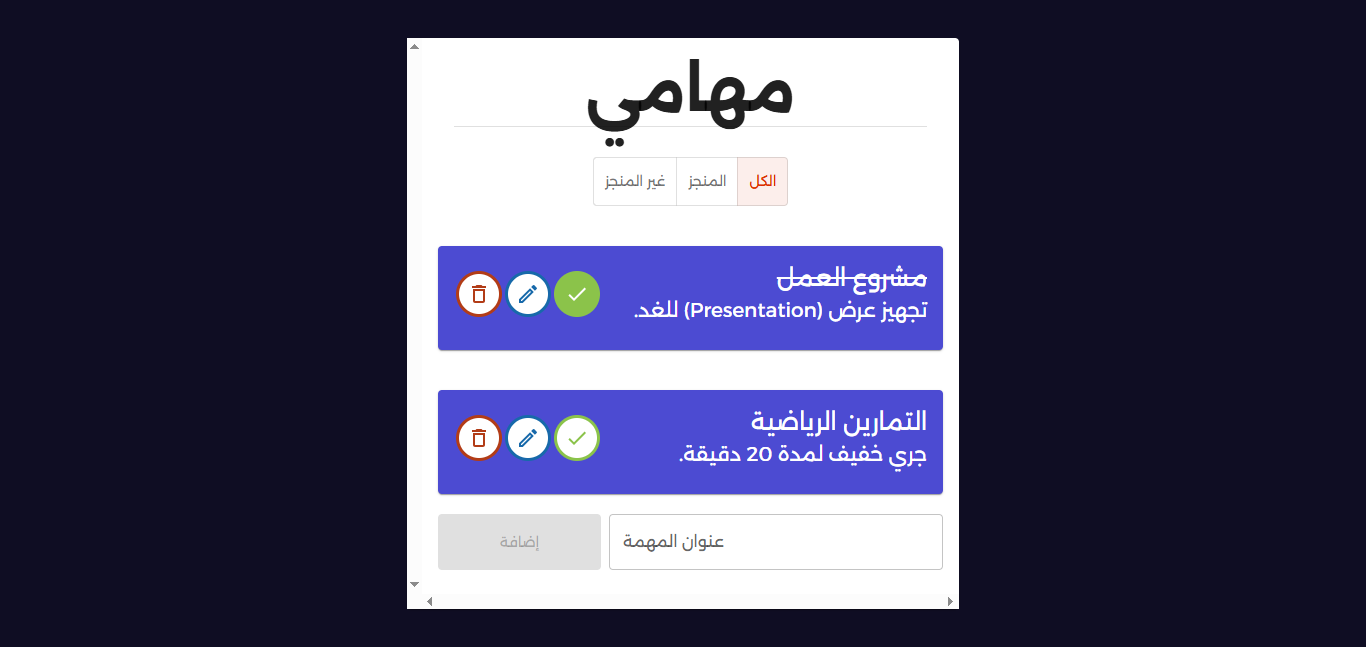 مهامي
الكل
المنجز
غير المنجز
مشروع العمل
تجهيز عرض (Presentation) للغد.
التمارين الرياضية
جري خفيف لمدة 20 دقيقة.
عنوان المهمة
إضافة